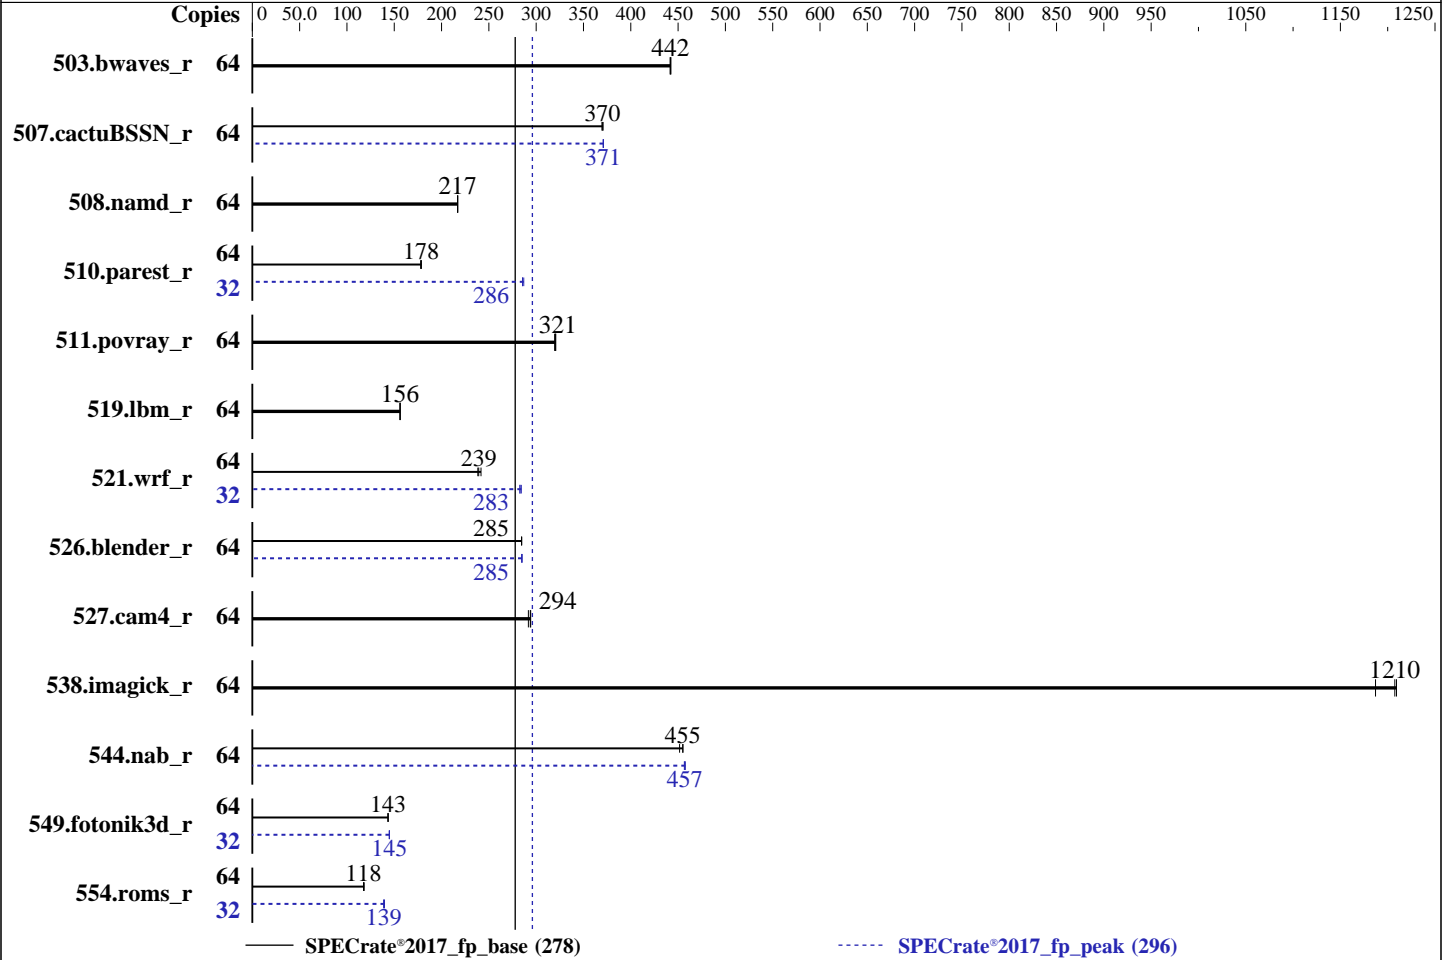 Copies 0 50.0 100 150 200 250 300 350 400 450 500 550 600 650 700 750 800 850 900 950 1050 1150 1250
442
503.bwaves_r 64
370
507.cactuBSSN_r 64
371
217
508.namd_r 64
64 178
510.parest_r
32 286
321
511.povray_r 64
156
519.lbm_r 64
64 239
521.wrf_r
32 283
285
526.blender_r 64
285
294
527.cam4_r 64
1210
538.imagick_r 64
455
544.nab_r 64
457
64 143
549.fotonik3d_r
32 145
64 118
554.roms_r
32 139
SPECrate®2017_fp_base (278) SPECrate®2017_fp_peak (296)